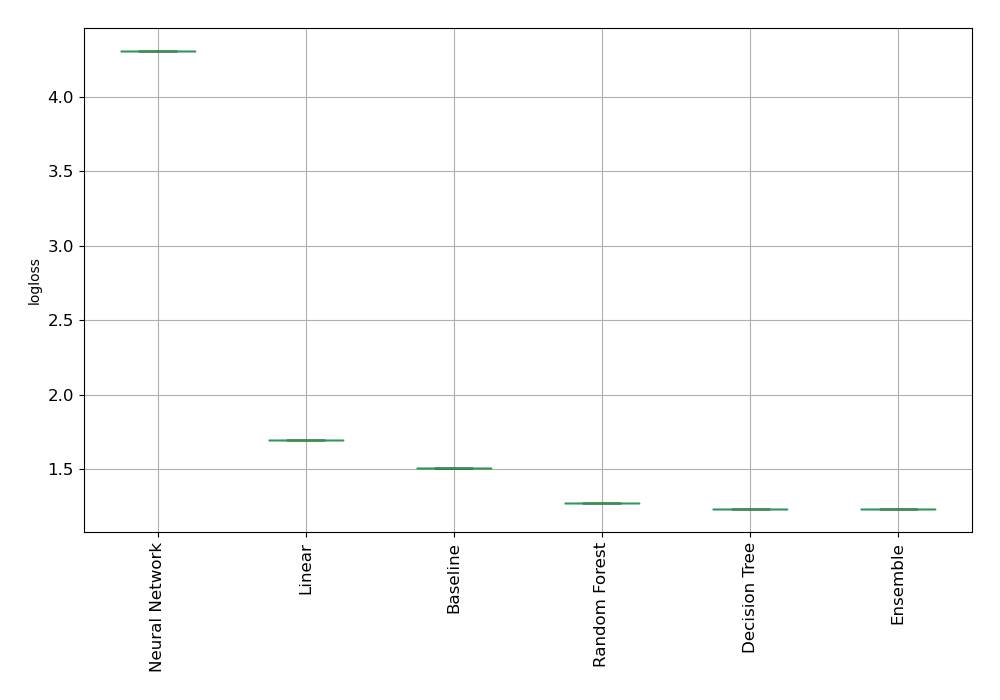 4.0
3.5
3.0
2.5
2.0
1.5
logloss
Neural Network
Linear
Baseline
Random Forest
Decision Tree
Ensemble